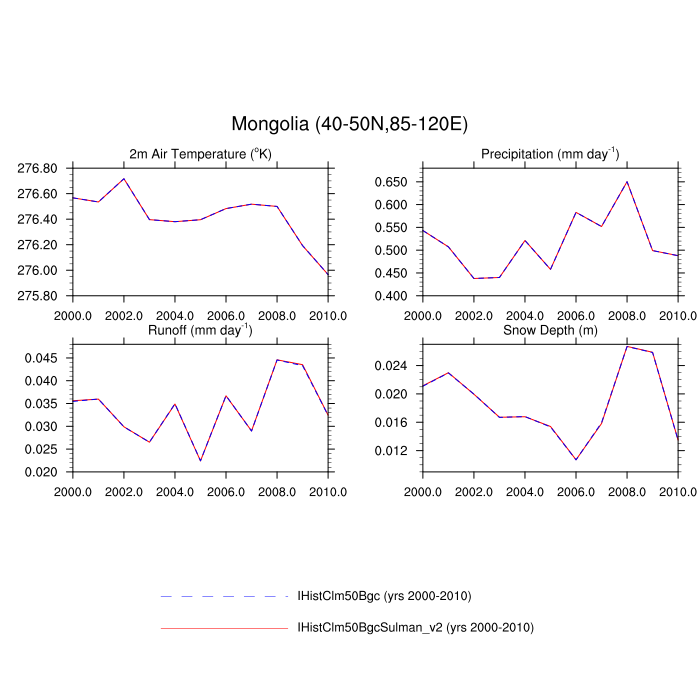 Mongolia (40-50N,85-120E)
2m Air Temperature (°K)
276.80
276.60
276.40
276.20
276.00
275.80
2000.0 2002.0 2004.0 2006.0 2008.0 2010.0
Precipitation (mm day⁻¹)
0.650
0.600
0.550
0.500
0.450
0.400
2000.0 2002.0 2004.0 2006.0 2008.0 2010.0
Runoff (mm day⁻¹)
0.045
0.040
0.035
0.030
0.025
0.020
2000.0 2002.0 2004.0 2006.0 2008.0 2010.0
Snow Depth (m)
0.024
0.020
0.016
0.012
2000.0 2002.0 2004.0 2006.0 2008.0 2010.0
IHistClm50Bgc (yrs 2000-2010)
IHistClm50BgcSulman_v2 (yrs 2000-2010)